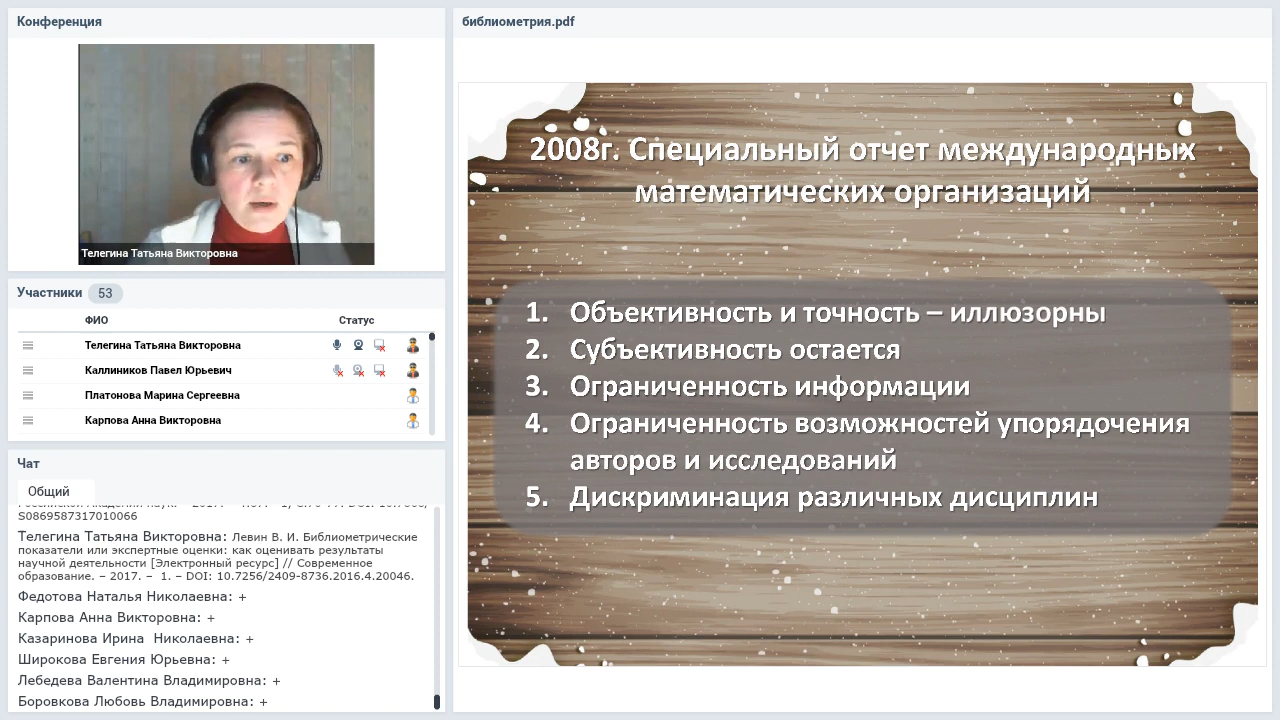 Конференция
Телегина Татьяна Викторовна
Участники 53
ФИО Статус
Телегина Татьяна Викторовна
Каллиников Павел Юрьевич
Платонова Марина Сергеевна
Карпова Анна Викторовна
Чат
Общий
S0869587317010066
Телегина Татьяна Викторовна: Левин В. И. Библиометрические
показатели или экспертные оценки: как оценивать результаты
научной деятельности [Электронный ресурс] // Современное
образование. – 2017. – 1. – DOI: 10.7256/2409-8736.2016.4.20046.
Федотова Наталья Николаевна: +
Карпова Анна Викторовна: +
Казаринова Ирина Николаевна: +
Широкова Евгения Юрьевна: +
Лебедева Валентина Владимировна: +
Боровкова Любовь Владимировна: +
библиометрия.pdf
2008г. Специальный отчет международных
математических организаций
1. Объективность и точность – иллюзорны
2. Субъективность остается
3. Ограниченность информации
4. Ограниченность возможностей упорядочения
авторов и исследований
5. Дискриминация различных дисциплин